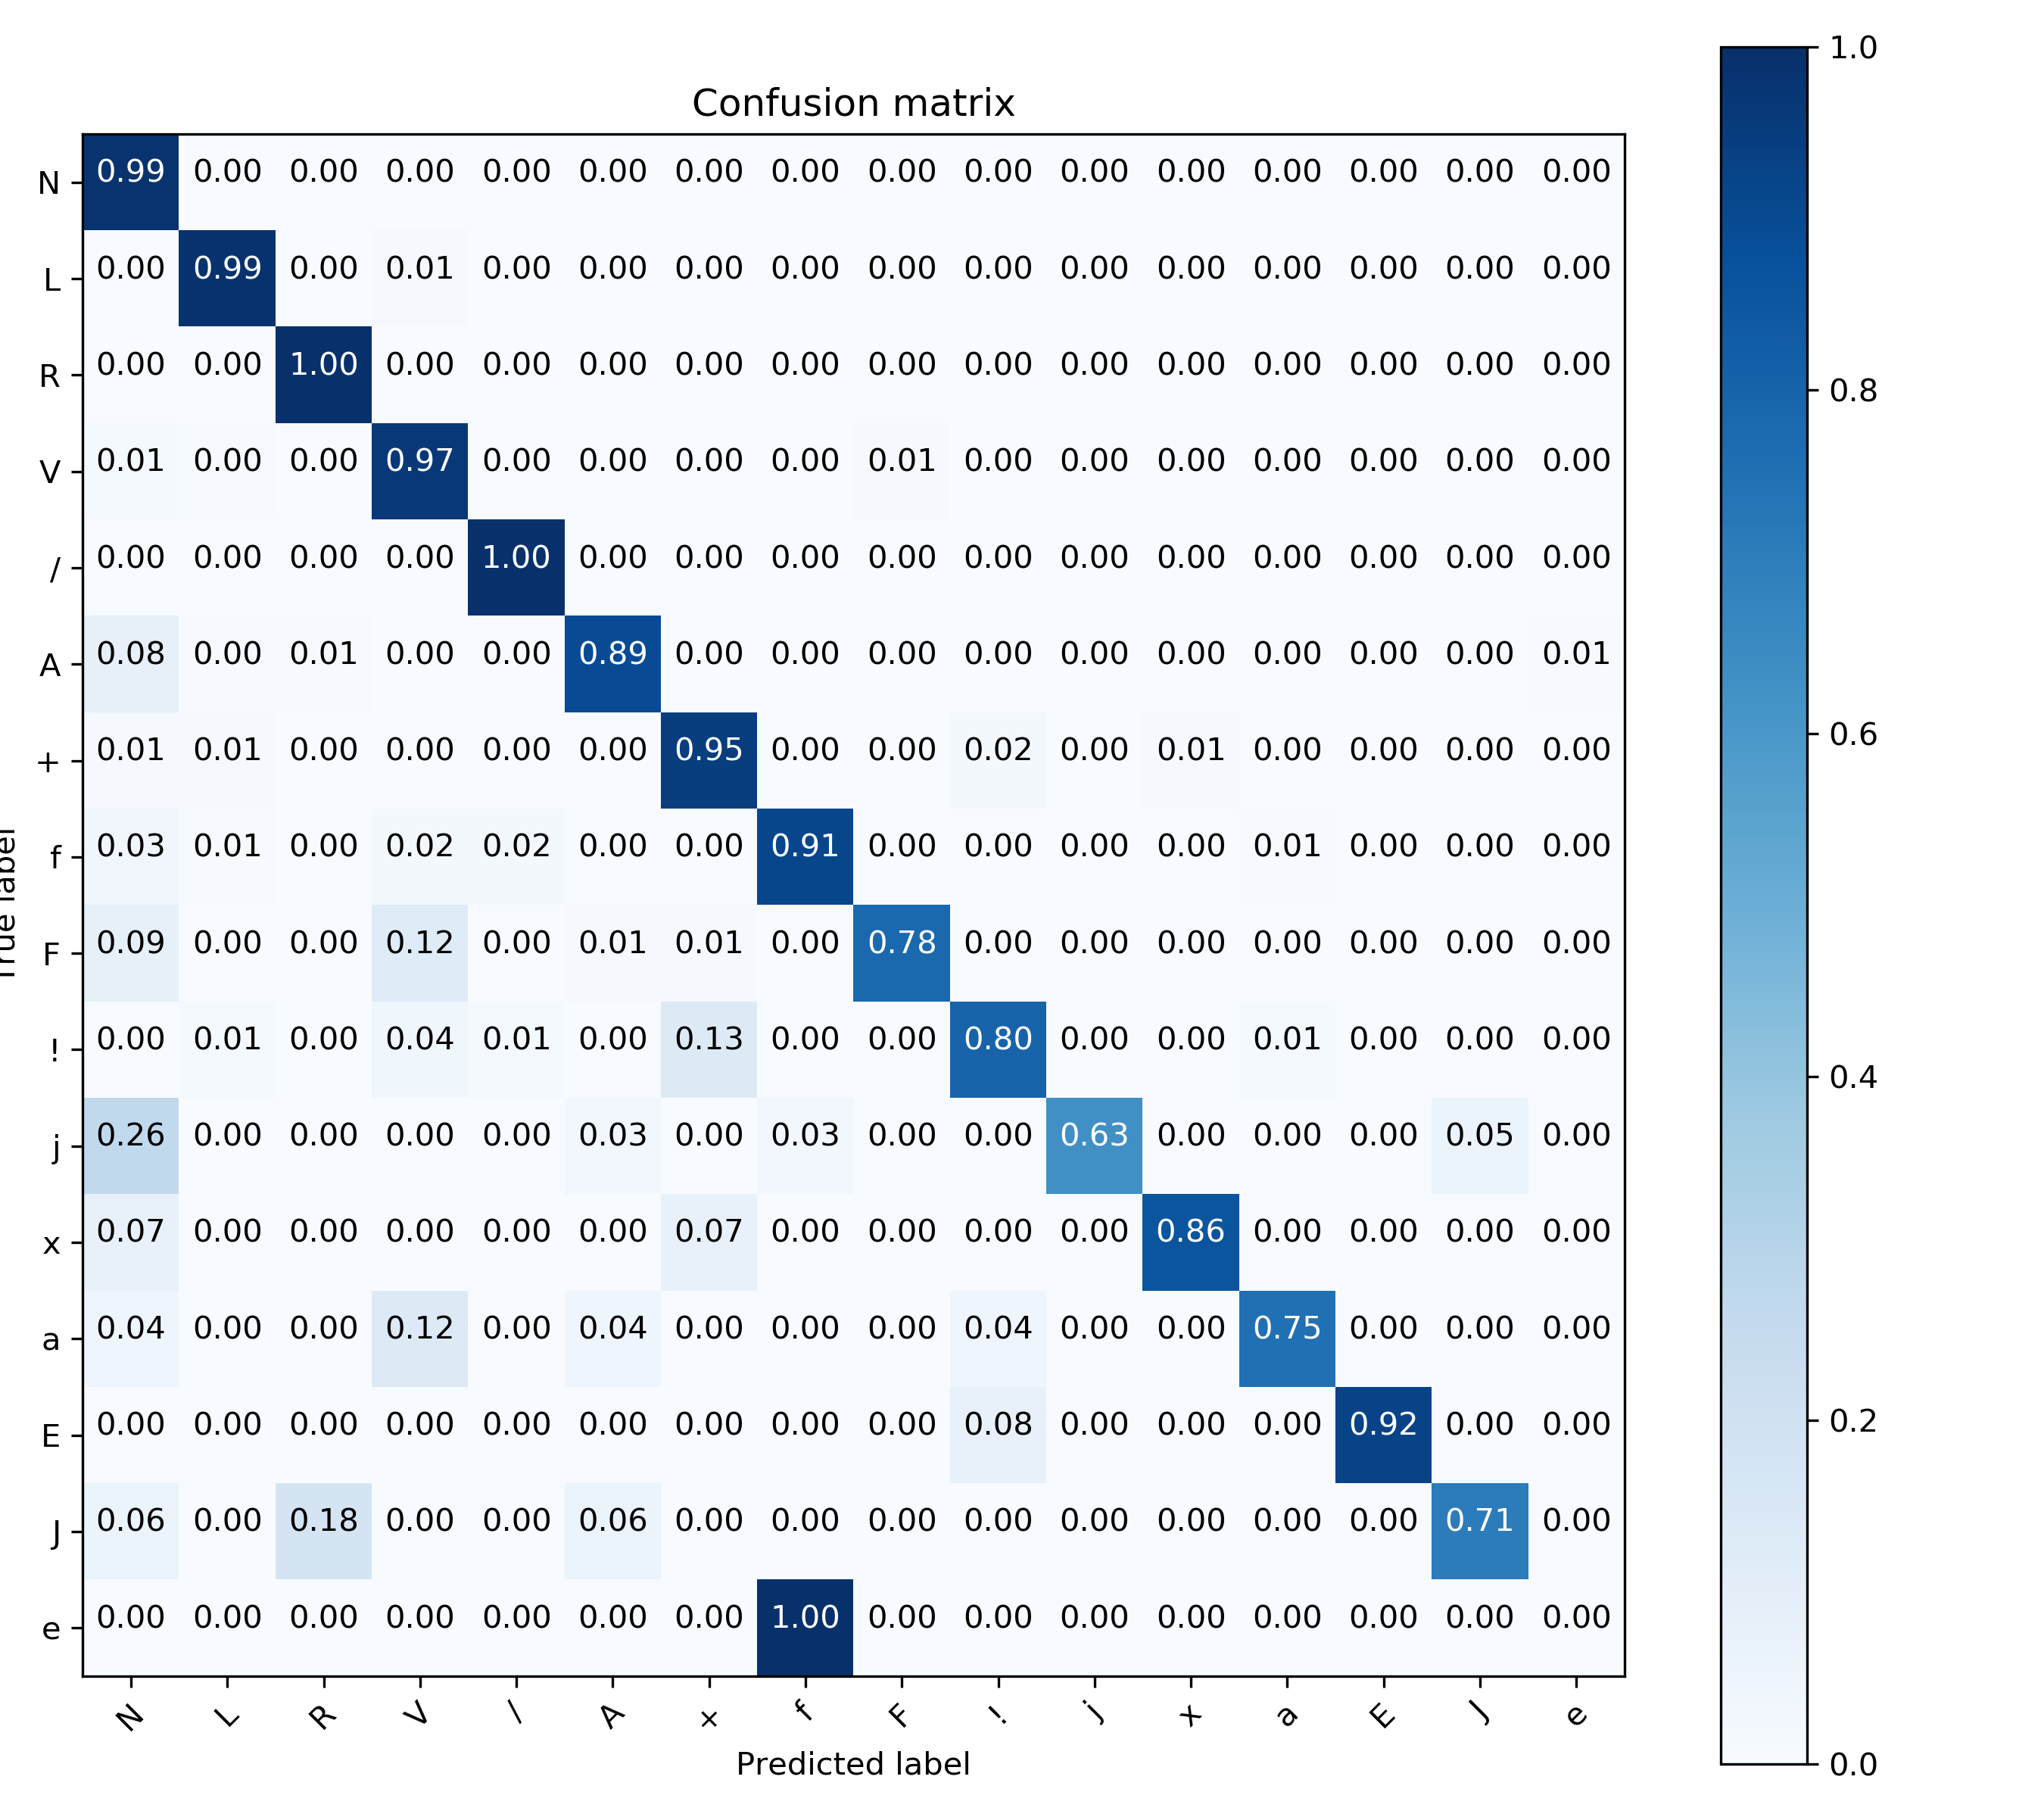 Confusion matrix
N 0.99 0.00 0.00 0.00 0.00 0.00 0.00 0.00 0.00 0.00 0.00 0.00 0.00 0.00 0.00 0.00
L 0.00 0.99 0.00 0.01 0.00 0.00 0.00 0.00 0.00 0.00 0.00 0.00 0.00 0.00 0.00 0.00
R 0.00 0.00 1.00 0.00 0.00 0.00 0.00 0.00 0.00 0.00 0.00 0.00 0.00 0.00 0.00 0.00
V 0.01 0.00 0.00 0.97 0.00 0.00 0.00 0.00 0.01 0.00 0.00 0.00 0.00 0.00 0.00 0.00
/ 0.00 0.00 0.00 0.00 1.00 0.00 0.00 0.00 0.00 0.00 0.00 0.00 0.00 0.00 0.00 0.00
A 0.08 0.00 0.01 0.00 0.00 0.89 0.00 0.00 0.00 0.00 0.00 0.00 0.00 0.00 0.00 0.01
+ 0.01 0.01 0.00 0.00 0.00 0.00 0.95 0.00 0.00 0.02 0.00 0.01 0.00 0.00 0.00 0.00
f 0.03 0.01 0.00 0.02 0.02 0.00 0.00 0.91 0.00 0.00 0.00 0.00 0.01 0.00 0.00 0.00
F 0.09 0.00 0.00 0.12 0.00 0.01 0.01 0.00 0.78 0.00 0.00 0.00 0.00 0.00 0.00 0.00
! 0.00 0.01 0.00 0.04 0.01 0.00 0.13 0.00 0.00 0.80 0.00 0.00 0.01 0.00 0.00 0.00
j 0.26 0.00 0.00 0.00 0.00 0.03 0.00 0.03 0.00 0.00 0.63 0.00 0.00 0.00 0.05 0.00
x 0.07 0.00 0.00 0.00 0.00 0.00 0.07 0.00 0.00 0.00 0.00 0.86 0.00 0.00 0.00 0.00
a 0.04 0.00 0.00 0.12 0.00 0.04 0.00 0.00 0.00 0.04 0.00 0.00 0.75 0.00 0.00 0.00
E 0.00 0.00 0.00 0.00 0.00 0.00 0.00 0.00 0.00 0.08 0.00 0.00 0.00 0.92 0.00 0.00
J 0.06 0.00 0.18 0.00 0.00 0.06 0.00 0.00 0.00 0.00 0.00 0.00 0.00 0.00 0.71 0.00
e 0.00 0.00 0.00 0.00 0.00 0.00 0.00 1.00 0.00 0.00 0.00 0.00 0.00 0.00 0.00 0.00
N L R V / A + f F ! j x a E J e
Predicted label
True label
1.0
0.8
0.6
0.4
0.2
0.0